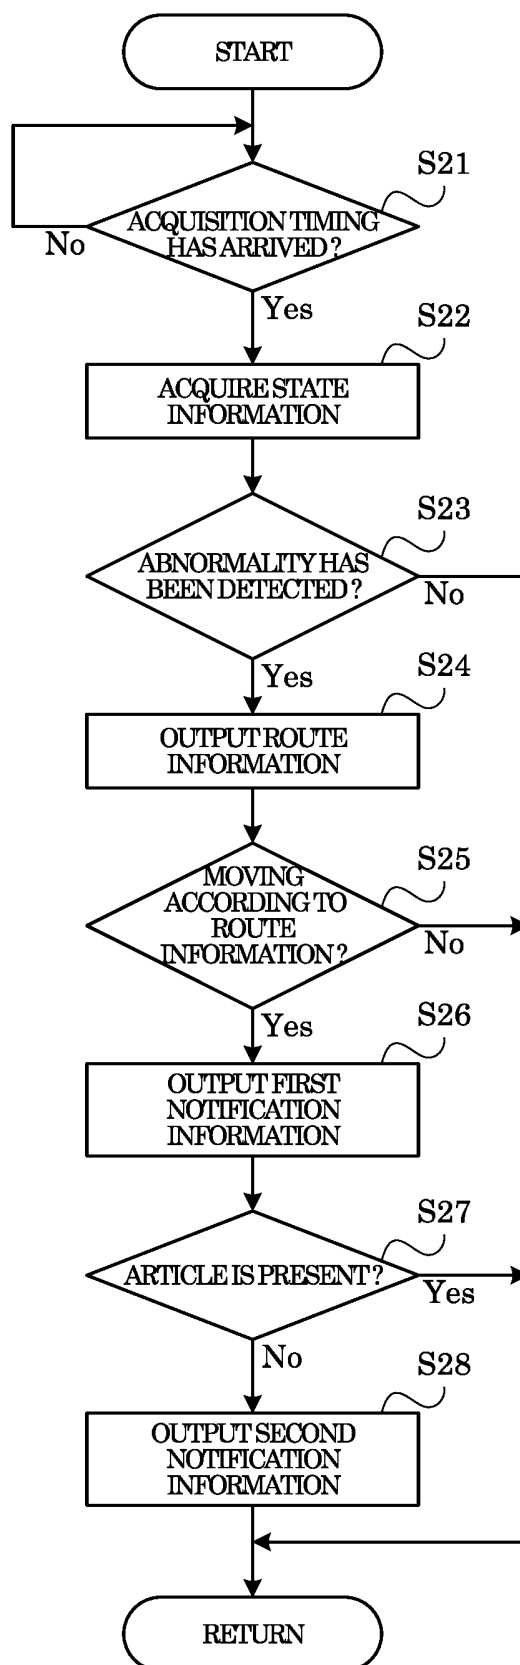 START
S21
ACQUISITION TIMING
HAS ARRIVED?
No
Yes
S22
ACQUIRE STATE
INFORMATION
S23
ABNORMALITY HAS
BEEN DETECTED?
No
Yes
S24
OUTPUT ROUTE
INFORMATION
S25
MOVING
ACCORDING TO
ROUTE
INFORMATION?
No
Yes
S26
OUTPUT FIRST
NOTIFICATION
INFORMATION
S27
ARTICLE IS PRESENT?
Yes
No
S28
OUTPUT SECOND
NOTIFICATION
INFORMATION
RETURN